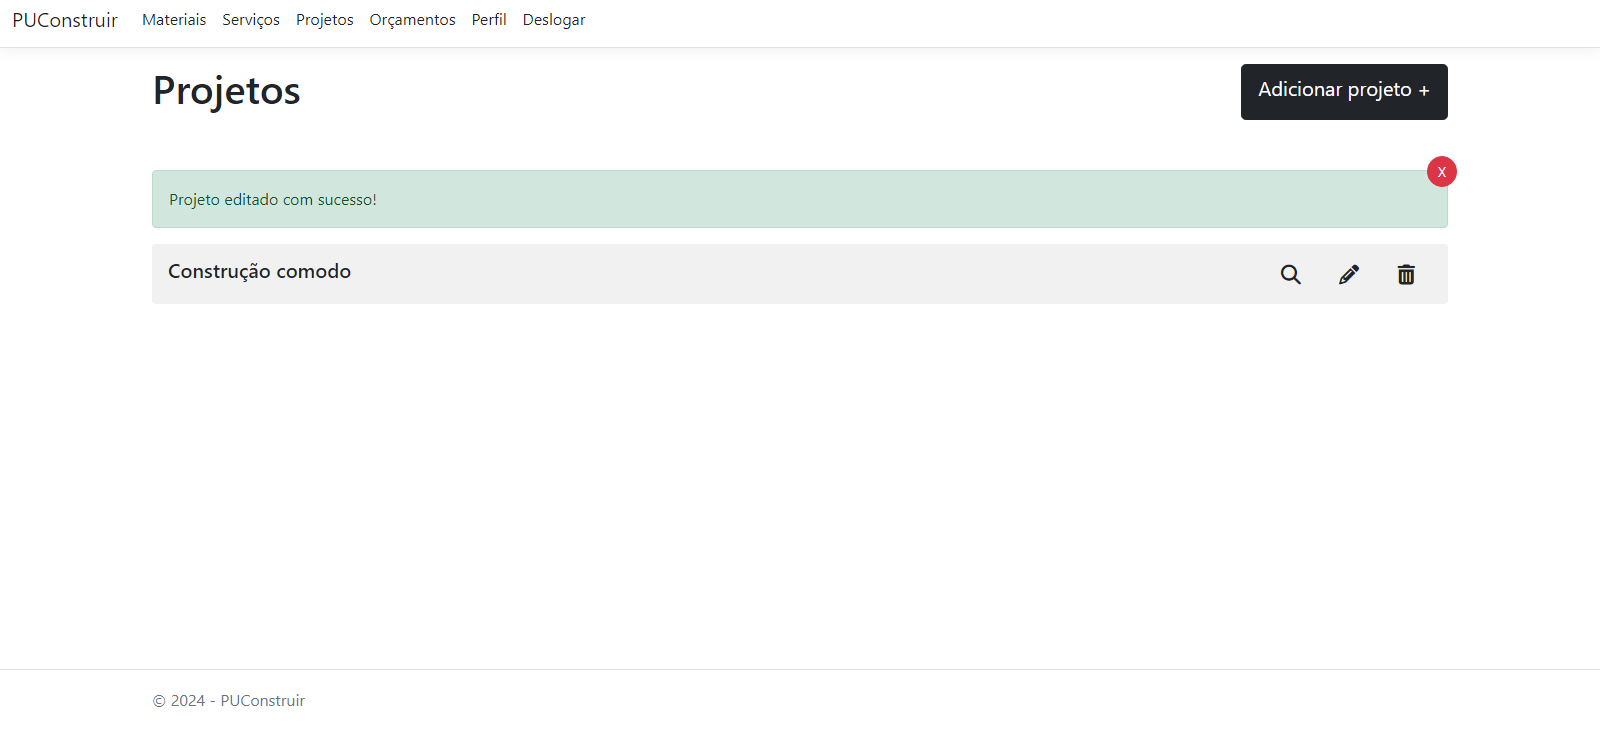 PUConstruir Materiais Serviços Projetos Orçamentos Perfil Deslogar
Projetos
Adicionar projeto +
X
Projeto editado com sucesso!
Construção comodo
© 2024 - PUConstruir